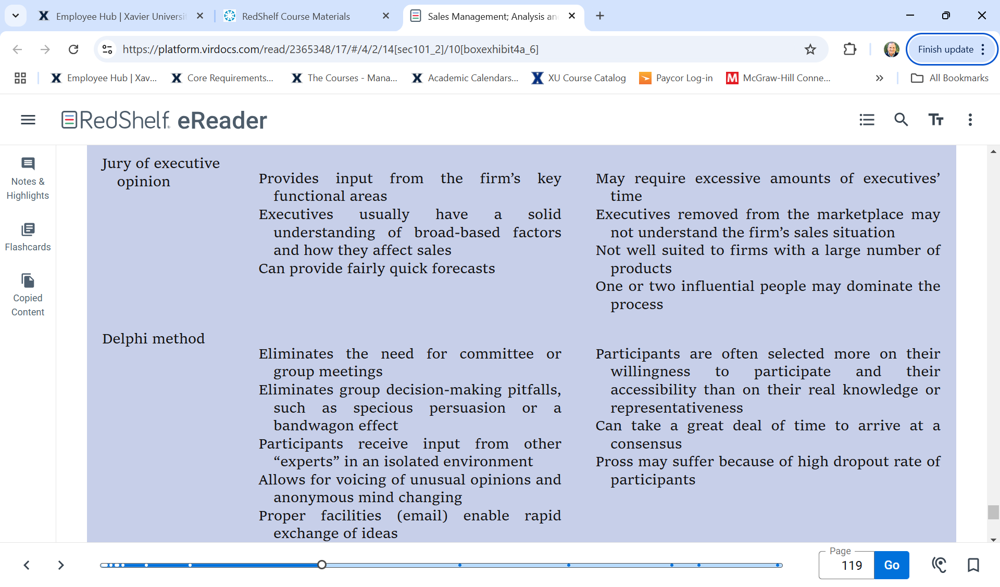 Employee Hub | Xavier Universit
RedShelf Course Materials
Sales Management; Analysis an
https://platform.virdocs.com/read/2365348/17/#/4/2/14[sec101_2]/10[boxexhibit4a_6]
Finish update
Employee Hub | Xav...
Core Requirements...
The Courses - Mana...
Academic Calendars...
XU Course Catalog
Paycor Log-in
McGraw-Hill Conne...
All Bookmarks
RedShelf eReader
Notes &
Highlights
Flashcards
Copied
Content
Jury of executive
opinion
Provides input from the firm’s key
functional areas
Executives usually have a solid
understanding of broad-based factors
and how they affect sales
Can provide fairly quick forecasts
May require excessive amounts of executives’
time
Executives removed from the marketplace may
not understand the firm’s sales situation
Not well suited to firms with a large number of
products
One or two influential people may dominate the
process
Delphi method
Eliminates the need for committee or
group meetings
Eliminates group decision-making pitfalls,
such as specious persuasion or a
bandwagon effect
Participants receive input from other
“experts” in an isolated environment
Allows for voicing of unusual opinions and
anonymous mind changing
Proper facilities (email) enable rapid
exchange of ideas
Participants are often selected more on their
willingness to participate and their
accessibility than on their real knowledge or
representativeness
Can take a great deal of time to arrive at a
consensus
Pross may suffer because of high dropout rate of
participants
Page
119
Go